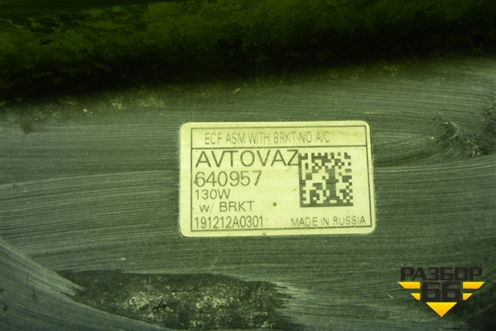 ECF ASM WITH BRKT-NO A/C
AVTOVAZ
640957
130W
w/ BRKT
191212A0301
MADE IN RUSSIA
РАЗБОР
66